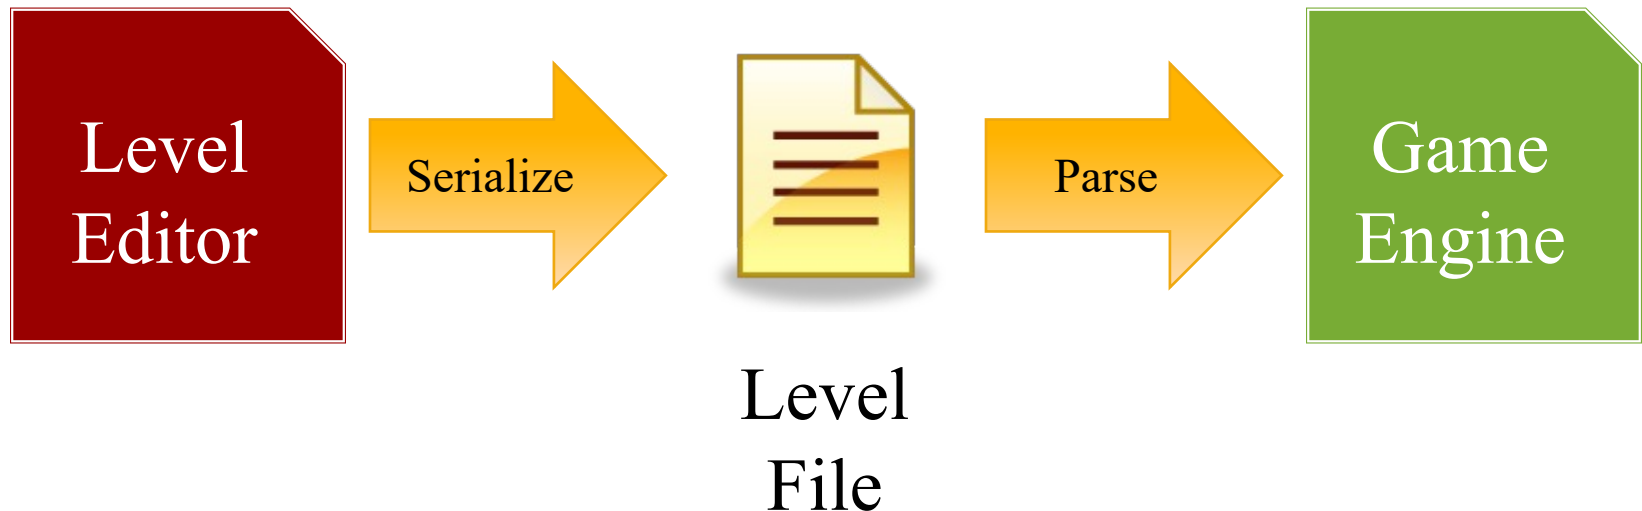 Level
Editor
Serialize
Level
File
Parse
Game
Engine